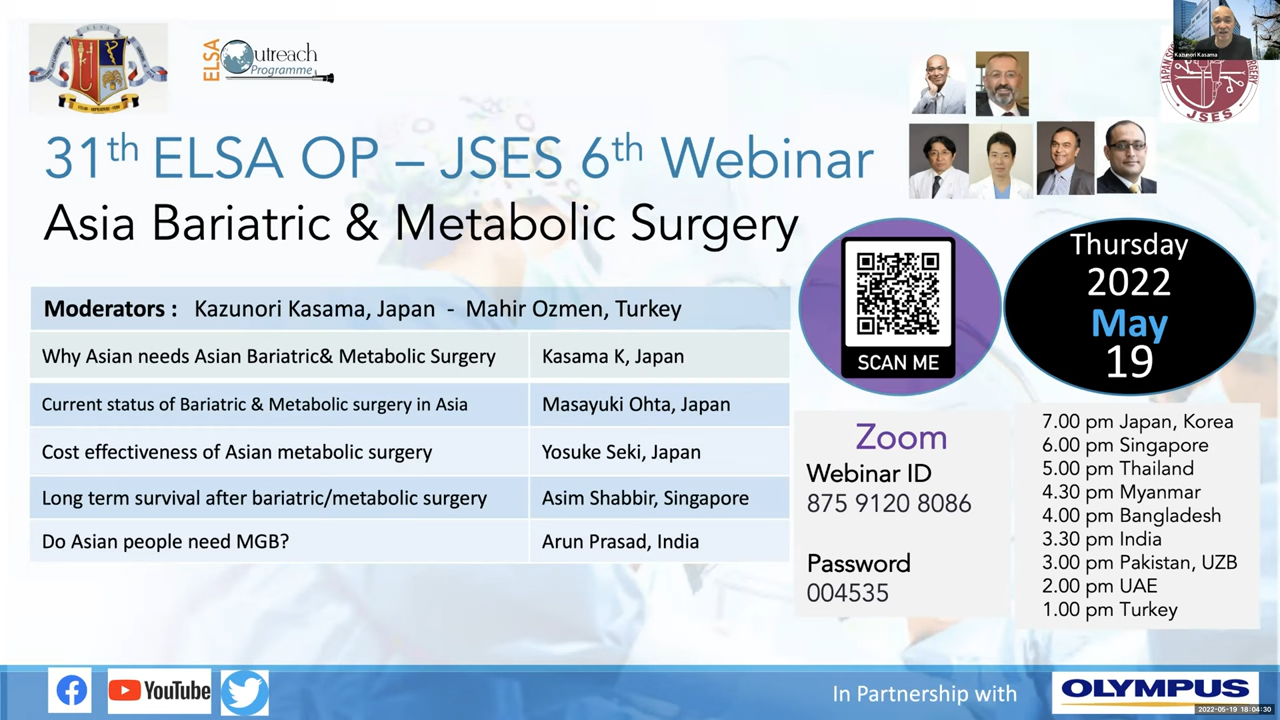 ELSA Outreach Programme
Kazunori Kasama
JSES
31th ELSA OP – JSES 6th Webinar
Asia Bariatric & Metabolic Surgery
Moderators : Kazunori Kasama, Japan - Mahir Ozmen, Turkey
Why Asian needs Asian Bariatric& Metabolic Surgery Kasama K, Japan
Current status of Bariatric & Metabolic surgery in Asia Masayuki Ohta, Japan
Cost effectiveness of Asian metabolic surgery Yosuke Seki, Japan
Long term survival after bariatric/metabolic surgery Asim Shabbir, Singapore
Do Asian people need MGB? Arun Prasad, India
SCAN ME
Thursday
2022
May
19
Zoom
Webinar ID
875 9120 8086
Password
004535
7.00 pm Japan, Korea
6.00 pm Singapore
5.00 pm Thailand
4.30 pm Myanmar
4.00 pm Bangladesh
3.30 pm India
3.00 pm Pakistan, UZB
2.00 pm UAE
1.00 pm Turkey
YouTube
In Partnership with
OLYMPUS
2022-05-19 18:04:30